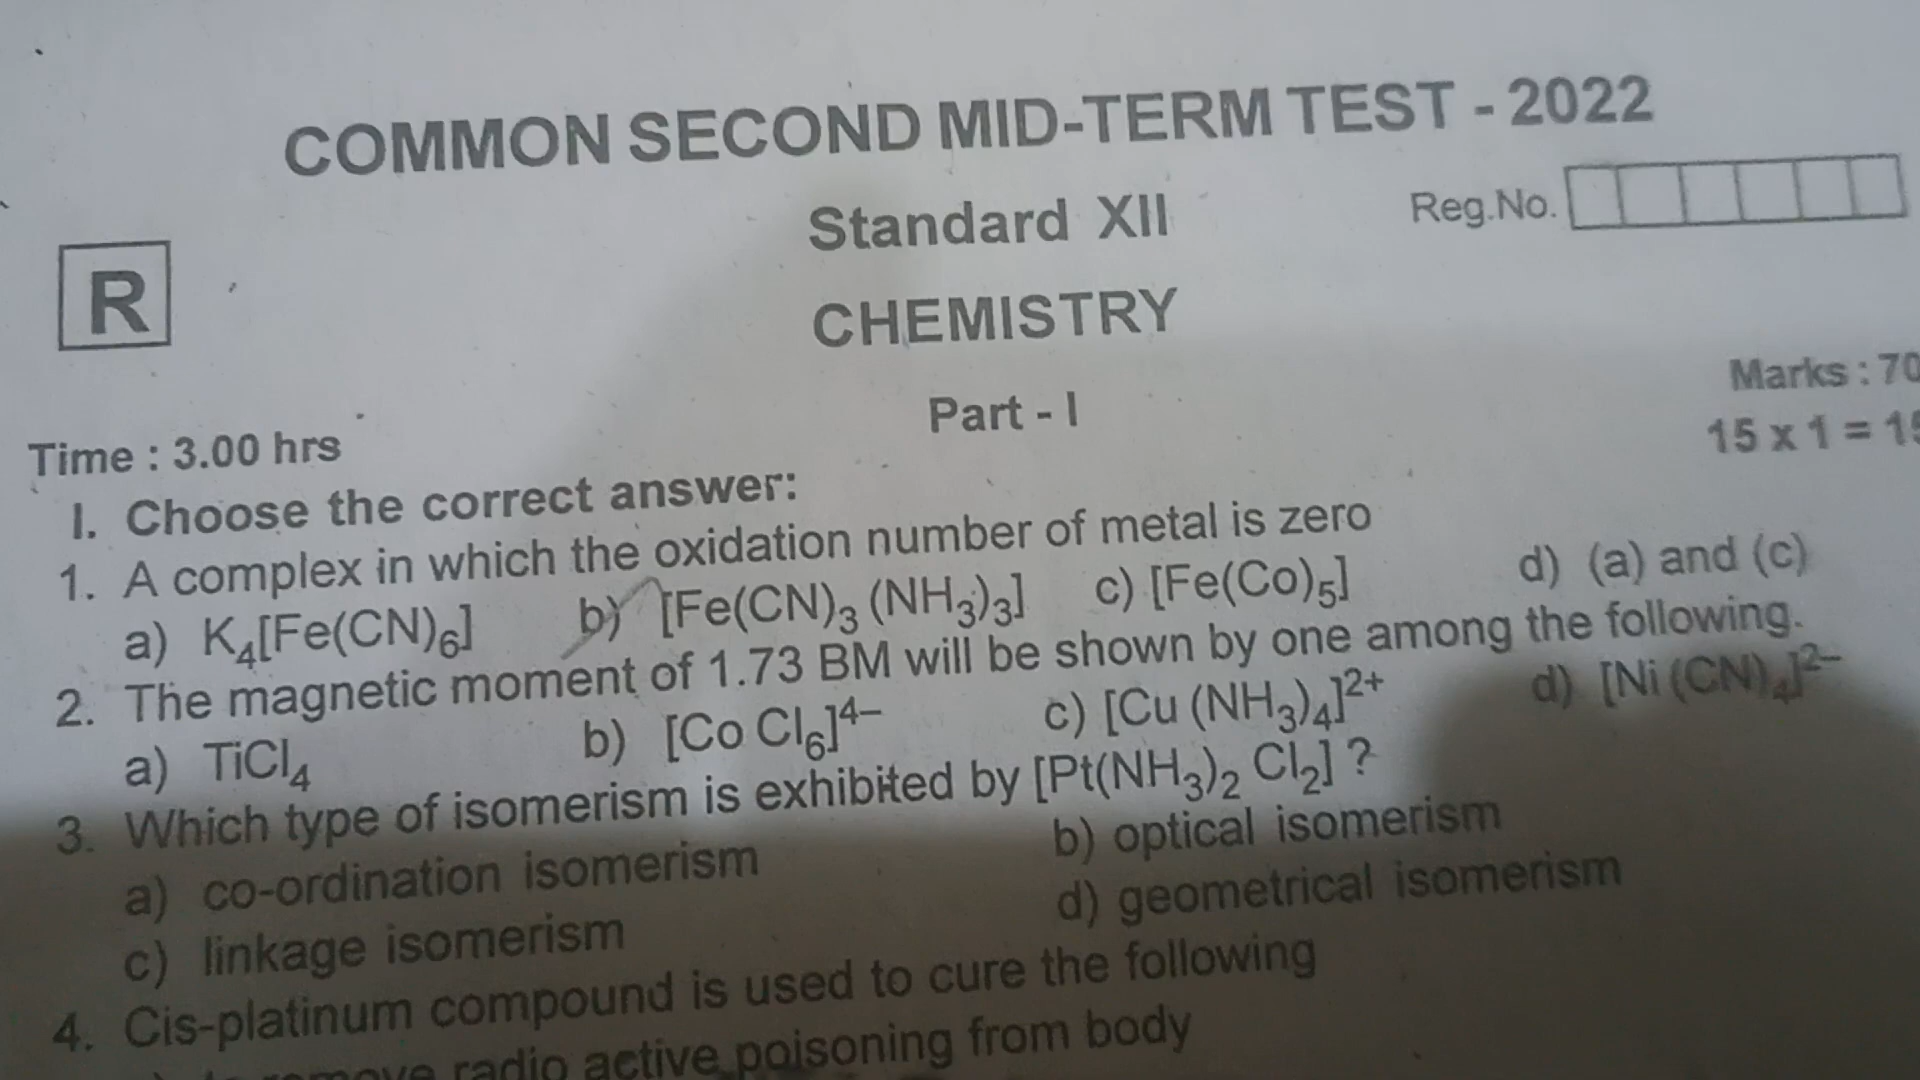 COMMON SECOND MID-TERM TEST - 2022
Standard XII
Reg.No.
R
CHEMISTRY
Marks : 70
Part - I
Time : 3.00 hrs
15 x 1 = 15
I. Choose the correct answer:
1. A complex in which the oxidation number of metal is zero
a) K₄[Fe(CN)₆] b) [Fe(CN)₃ (NH₃)₃] c) [Fe(Co)₅] d) (a) and (c)
2. The magnetic moment of 1.73 BM will be shown by one among the following.
a) TiCl₄ b) [Co Cl₆]⁴⁻ c) [Cu (NH₃)₄]²⁺ d) [Ni (CN)₄]²⁻
3. Which type of isomerism is exhibited by [Pt(NH₃)₂ Cl₂] ?
a) co-ordination isomerism b) optical isomerism
c) linkage isomerism d) geometrical isomerism
4. Cis-platinum compound is used to cure the following
remove radio active poisoning from body